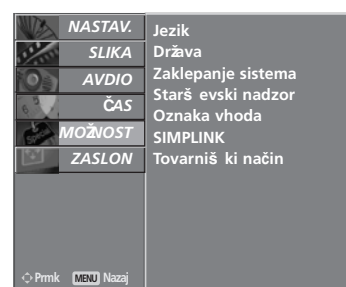 NASTAV.
SLIKA
AVDIO
ČAS
MOŽNOST
ZASLON
Jezik
Država
Zaklepanje sistema
Starš evski nadzor
Oznaka vhoda
SIMPLINK
Tovarniš ki način
Prmk MENU Nazaj